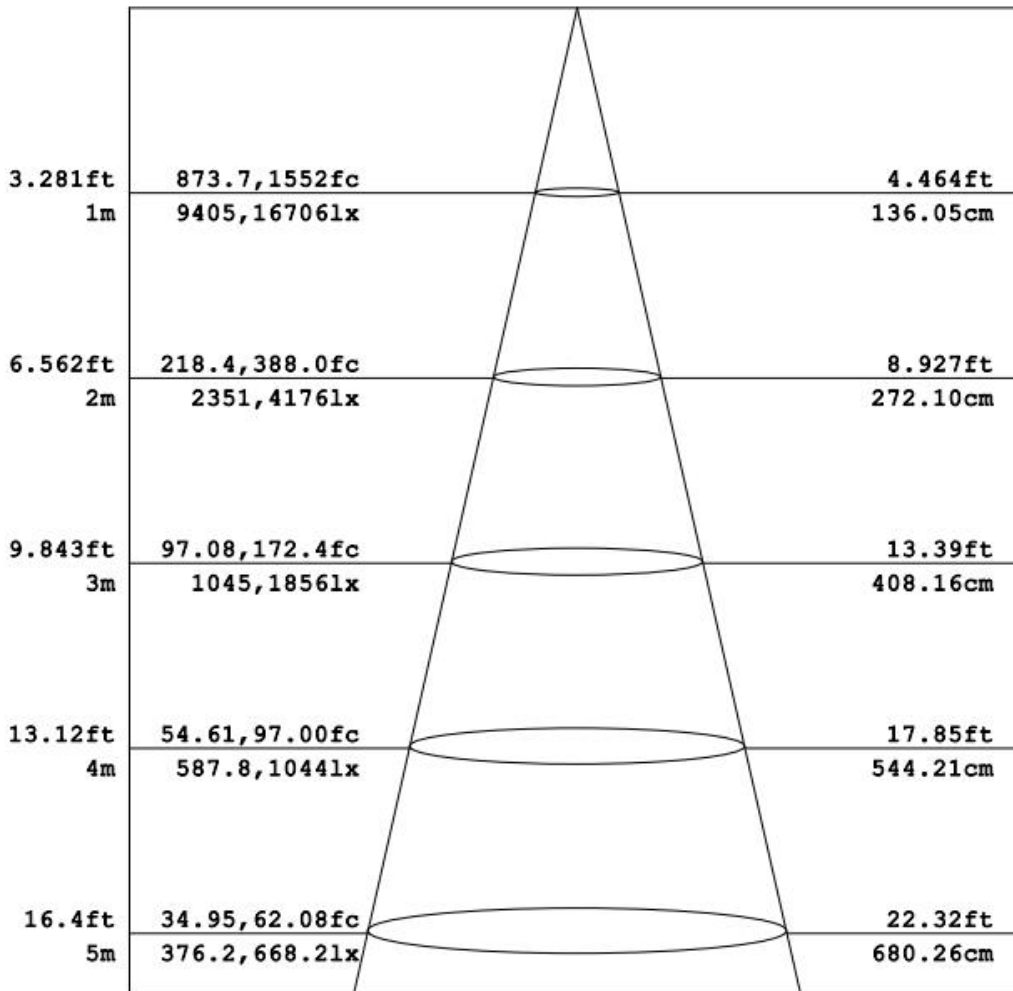 3.281ft 873.7,1552fc 4.464ft
1m 9405,16706lx 136.05cm
6.562ft 218.4,388.0fc 8.927ft
2m 2351,4176lx 272.10cm
9.843ft 97.08,172.4fc 13.39ft
3m 1045,1856lx 408.16cm
13.12ft 54.61,97.00fc 17.85ft
4m 587.8,1044lx 544.21cm
16.4ft 34.95,62.08fc 22.32ft
5m 376.2,668.2lx 680.26cm